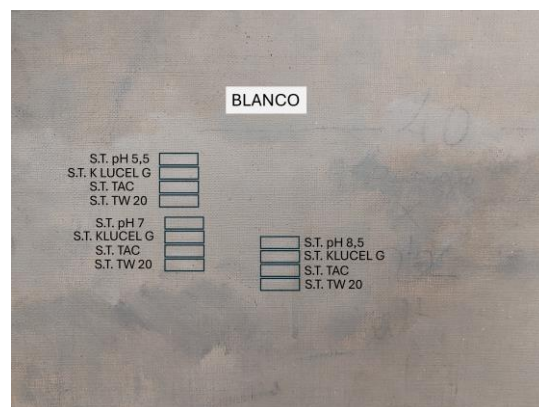 BLANCO
S.T. pH 5,5
S.T. KLUCEL G
S.T. TAC
S.T. TW 20
S.T. pH 7
S.T. KLUCEL G
S.T. TAC
S.T. TW 20
S.T. pH 8,5
S.T. KLUCEL G
S.T. TAC
S.T. TW 20